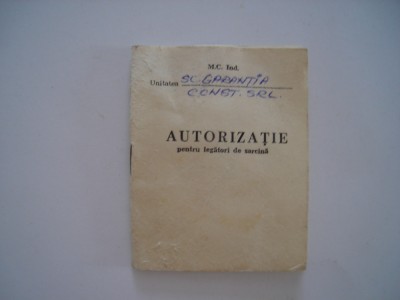 M.C. Ind.
Unitatea SC. GARANTIA
CONST. SRL.
AUTORIZAȚIE
pentru legători de sarcină